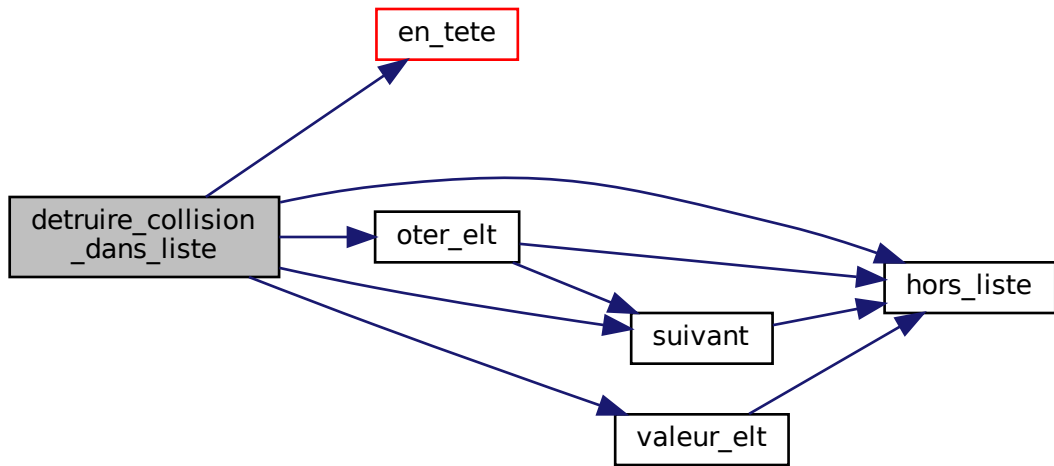 en_tete
detruire_collision
_dans_liste
oter_elt
hors_liste
suivant
valeur_elt